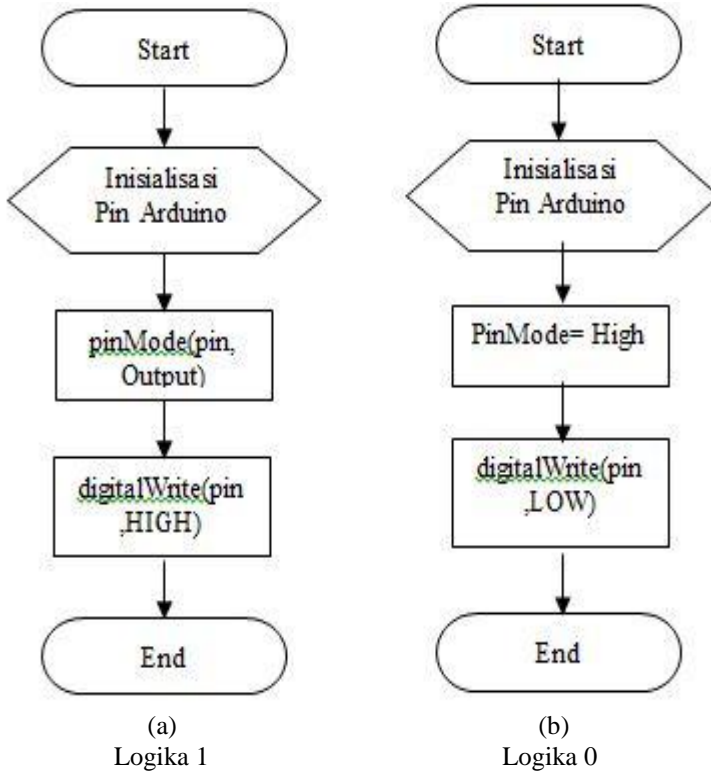 Start
Inisialisasi
Pin Arduino
pinMode(pin,
Output)
digitalWrite(pin
,HIGH)
End
(a)
Logika 1
Start
Inisialisasi
Pin Arduino
PinMode= High
digitalWrite(pin
,LOW)
End
(b)
Logika 0